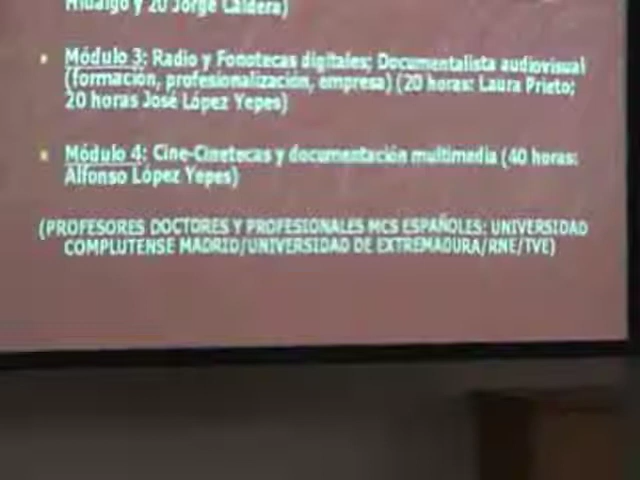 Hidalgo y 20 Jorge Caldera)
Módulo 3: Radio y Fonotecas digitales; Documentalista audiovisual
(formación, profesionalización, empresa) (20 horas: Laura Prieto;
20 horas José López Yepes)
Módulo 4: Cine-Cinetecas y documentación multimedia (40 horas:
Alfonso López Yepes)
(PROFESORES DOCTORES Y PROFESIONALES MCS ESPAÑOLES: UNIVERSIDAD
COMPLUTENSE MADRID/UNIVERSIDAD DE EXTREMADURA/RNE/TVE)